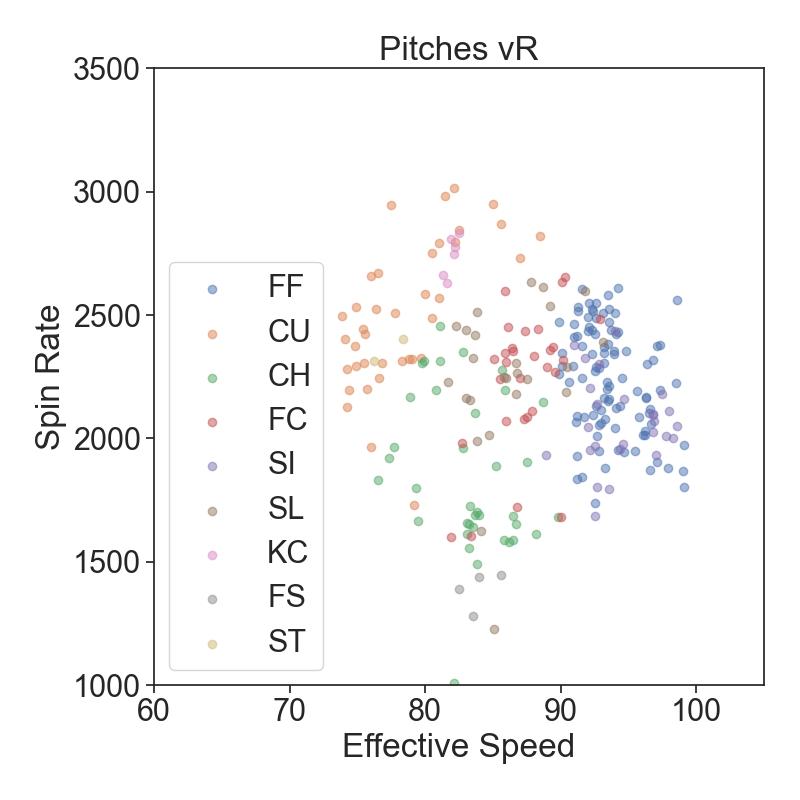 Pitches vR
3500
3000
2500
2000
1500
1000
Spin Rate
FF
CU
CH
FC
SI
SL
KC
FS
ST
60 70 80 90 100
Effective Speed